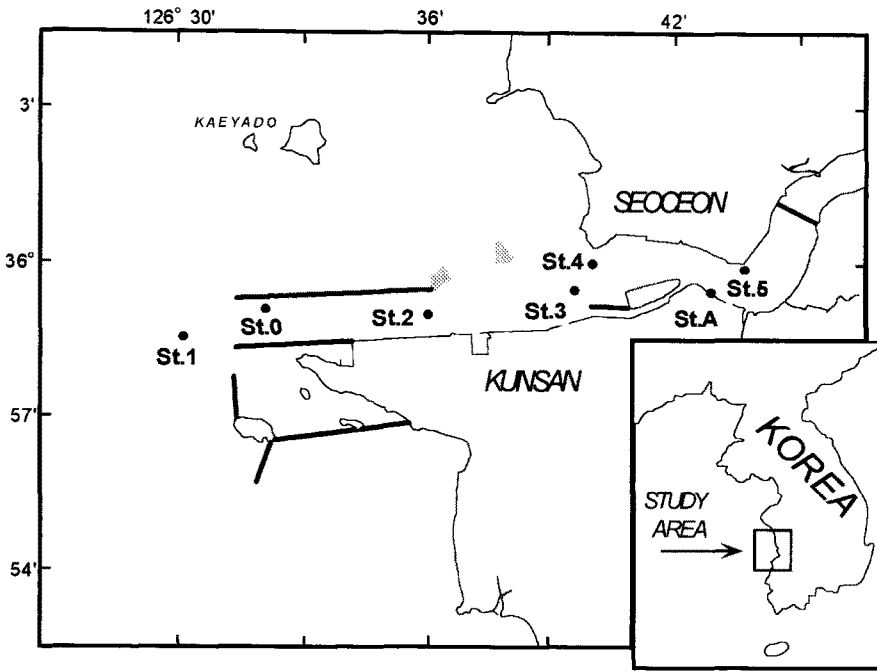 126° 30' 36' 42'
3'
KAEYADO
SEOCEON
36°
St.4
St.5
St.0
St.2
St.3
St.A
St.1
KUNSAN
57'
KOREA
STUDY
AREA
54'